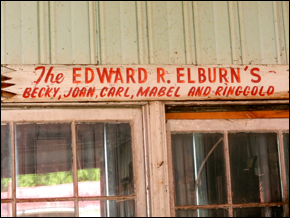 The EDWARD R. ELBURN'S
BECKY, JOAN, CARL, MABEL AND RINGGOLD